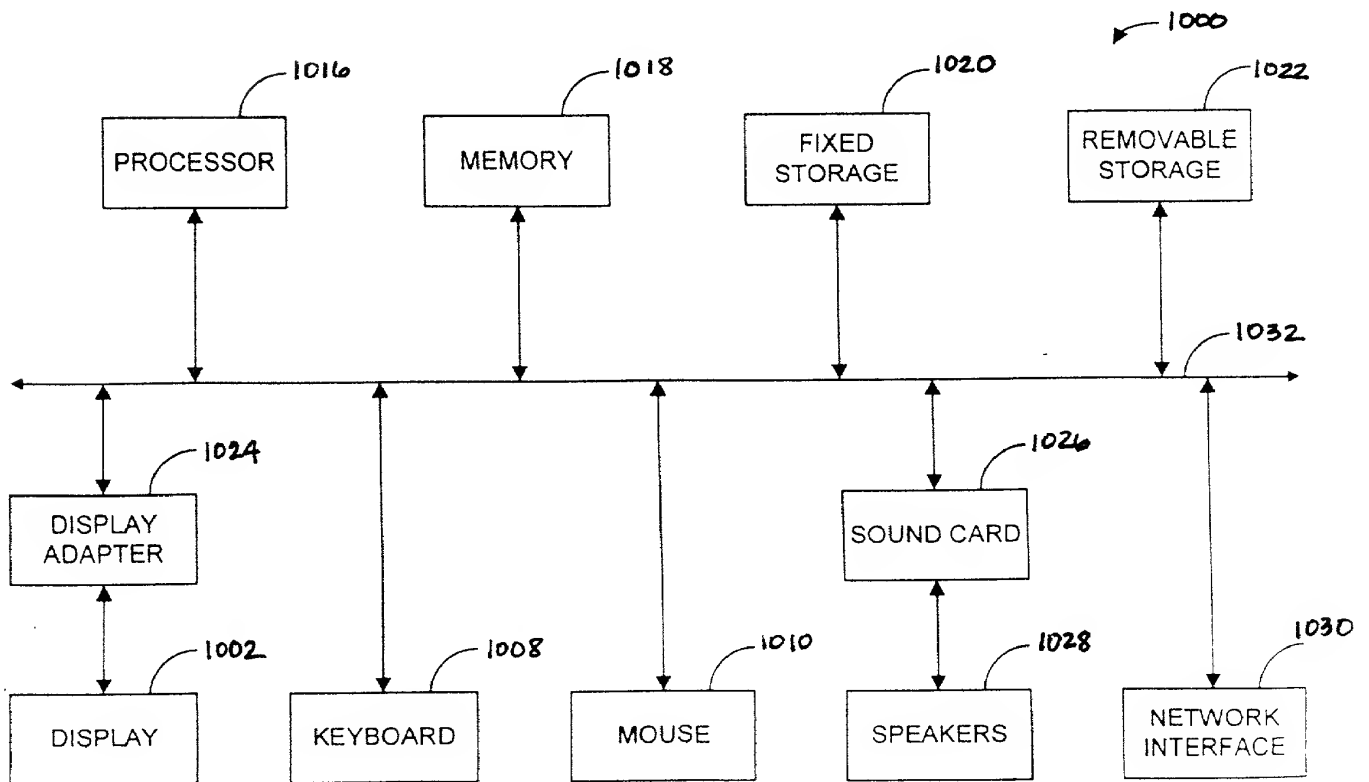 1000
1016
1018
1020
1022
PROCESSOR
MEMORY
FIXED
STORAGE
REMOVABLE
STORAGE
1032
1024
1026
DISPLAY
ADAPTER
SOUND CARD
1002
1008
1010
1028
1030
DISPLAY
KEYBOARD
MOUSE
SPEAKERS
NETWORK
INTERFACE